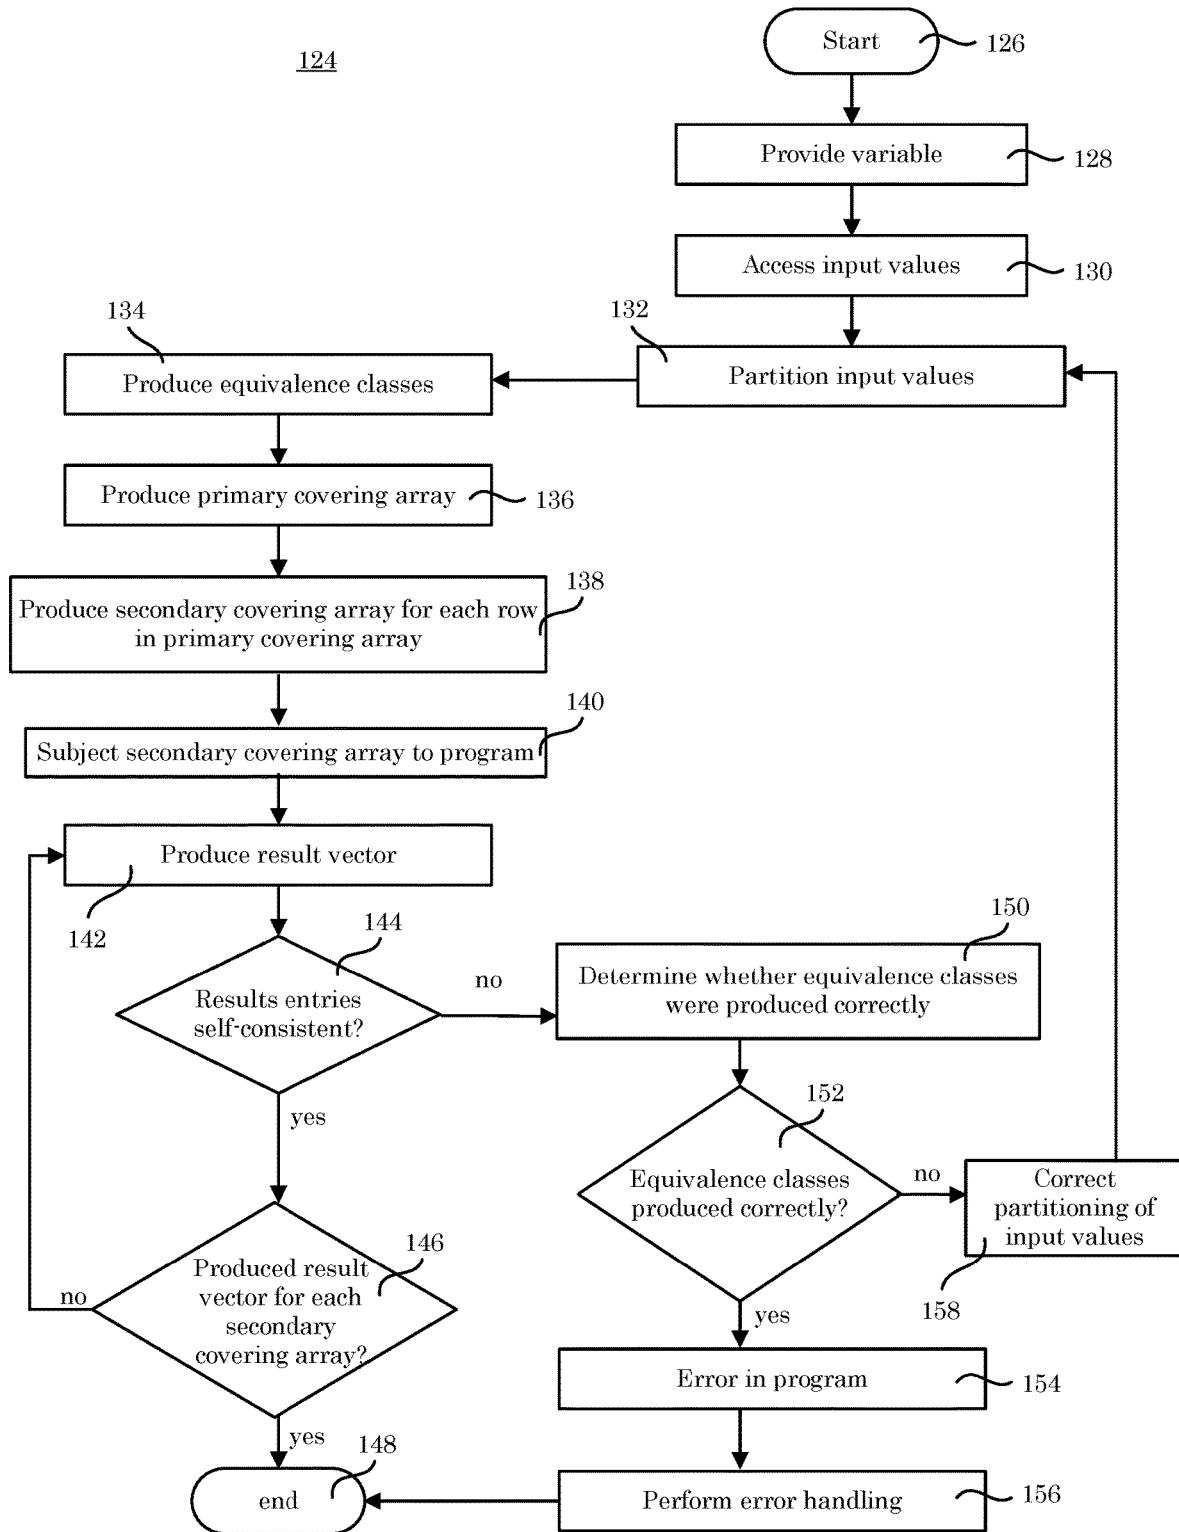 124
Start
126
Provide variable
128
Access input values
130
132
Partition input values
134
Produce equivalence classes
Produce primary covering array
136
138
Produce secondary covering array for each row
in primary covering array
140
Subject secondary covering array to program
Produce result vector
142
144
Results entries
self-consistent?
no
yes
150
Determine whether equivalence classes
were produced correctly
152
Equivalence classes
produced correctly?
no
yes
Correct
partitioning of
input values
158
146
Produced result
vector for each
secondary
covering array?
no
yes
Error in program
154
148
end
Perform error handling
156